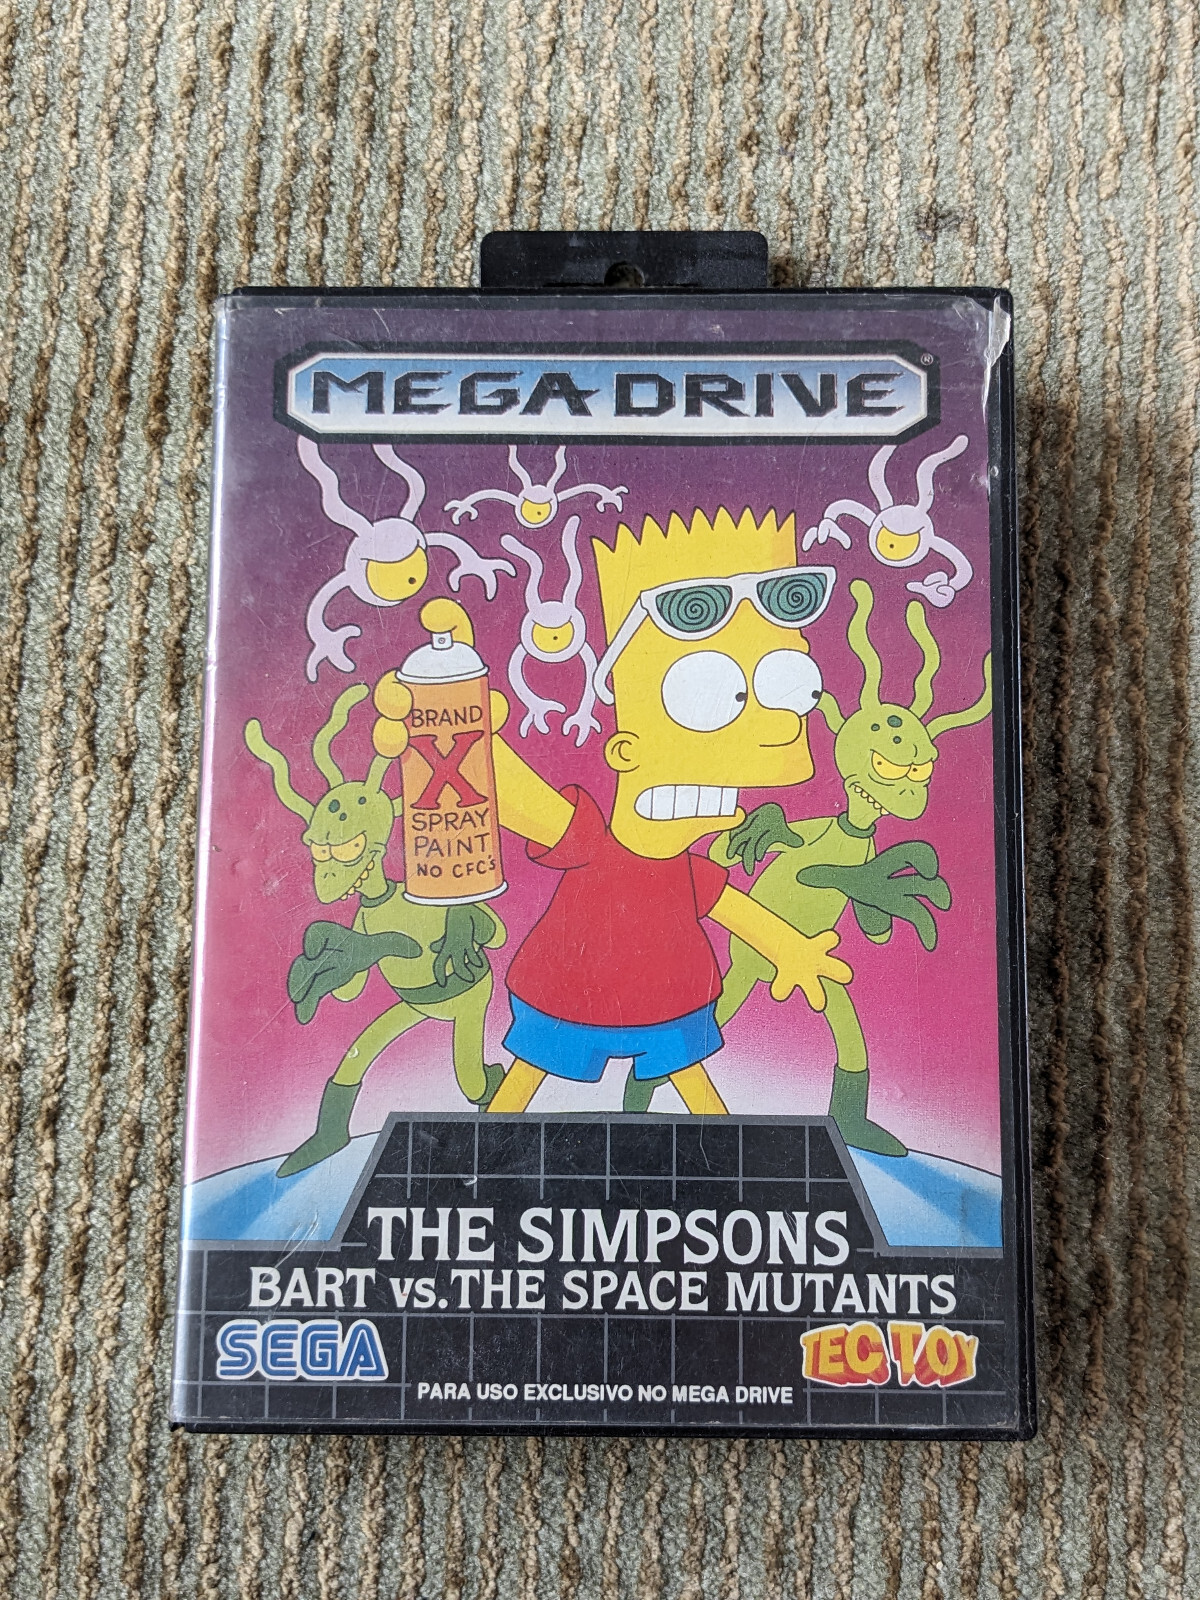 MEGA DRIVE ®
BRAND
X
SPRAY
PAINT
NO CFC's
THE SIMPSONS
BART vs. THE SPACE MUTANTS
SEGA
TEC TOY
PARA USO EXCLUSIVO NO MEGA DRIVE